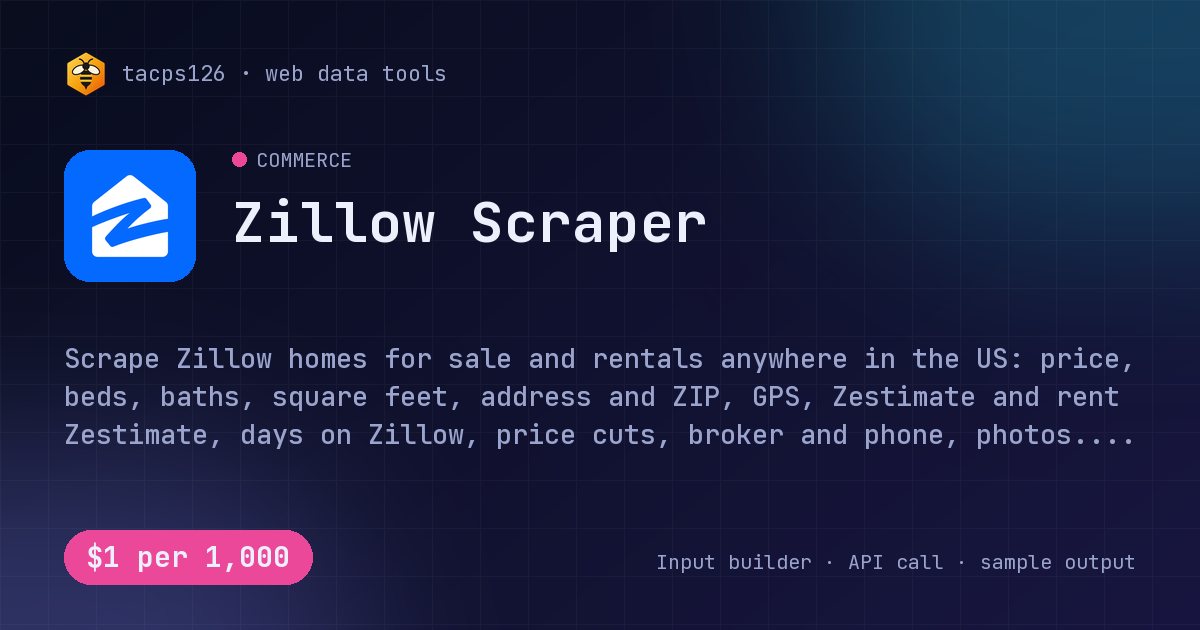 tacps126 · web data tools
COMMERCE
Zillow Scraper
Scrape Zillow homes for sale and rentals anywhere in the US: price,
beds, baths, square feet, address and ZIP, GPS, Zestimate and rent
Zestimate, days on Zillow, price cuts, broker and phone, photos....
$1 per 1,000
Input builder · API call · sample output